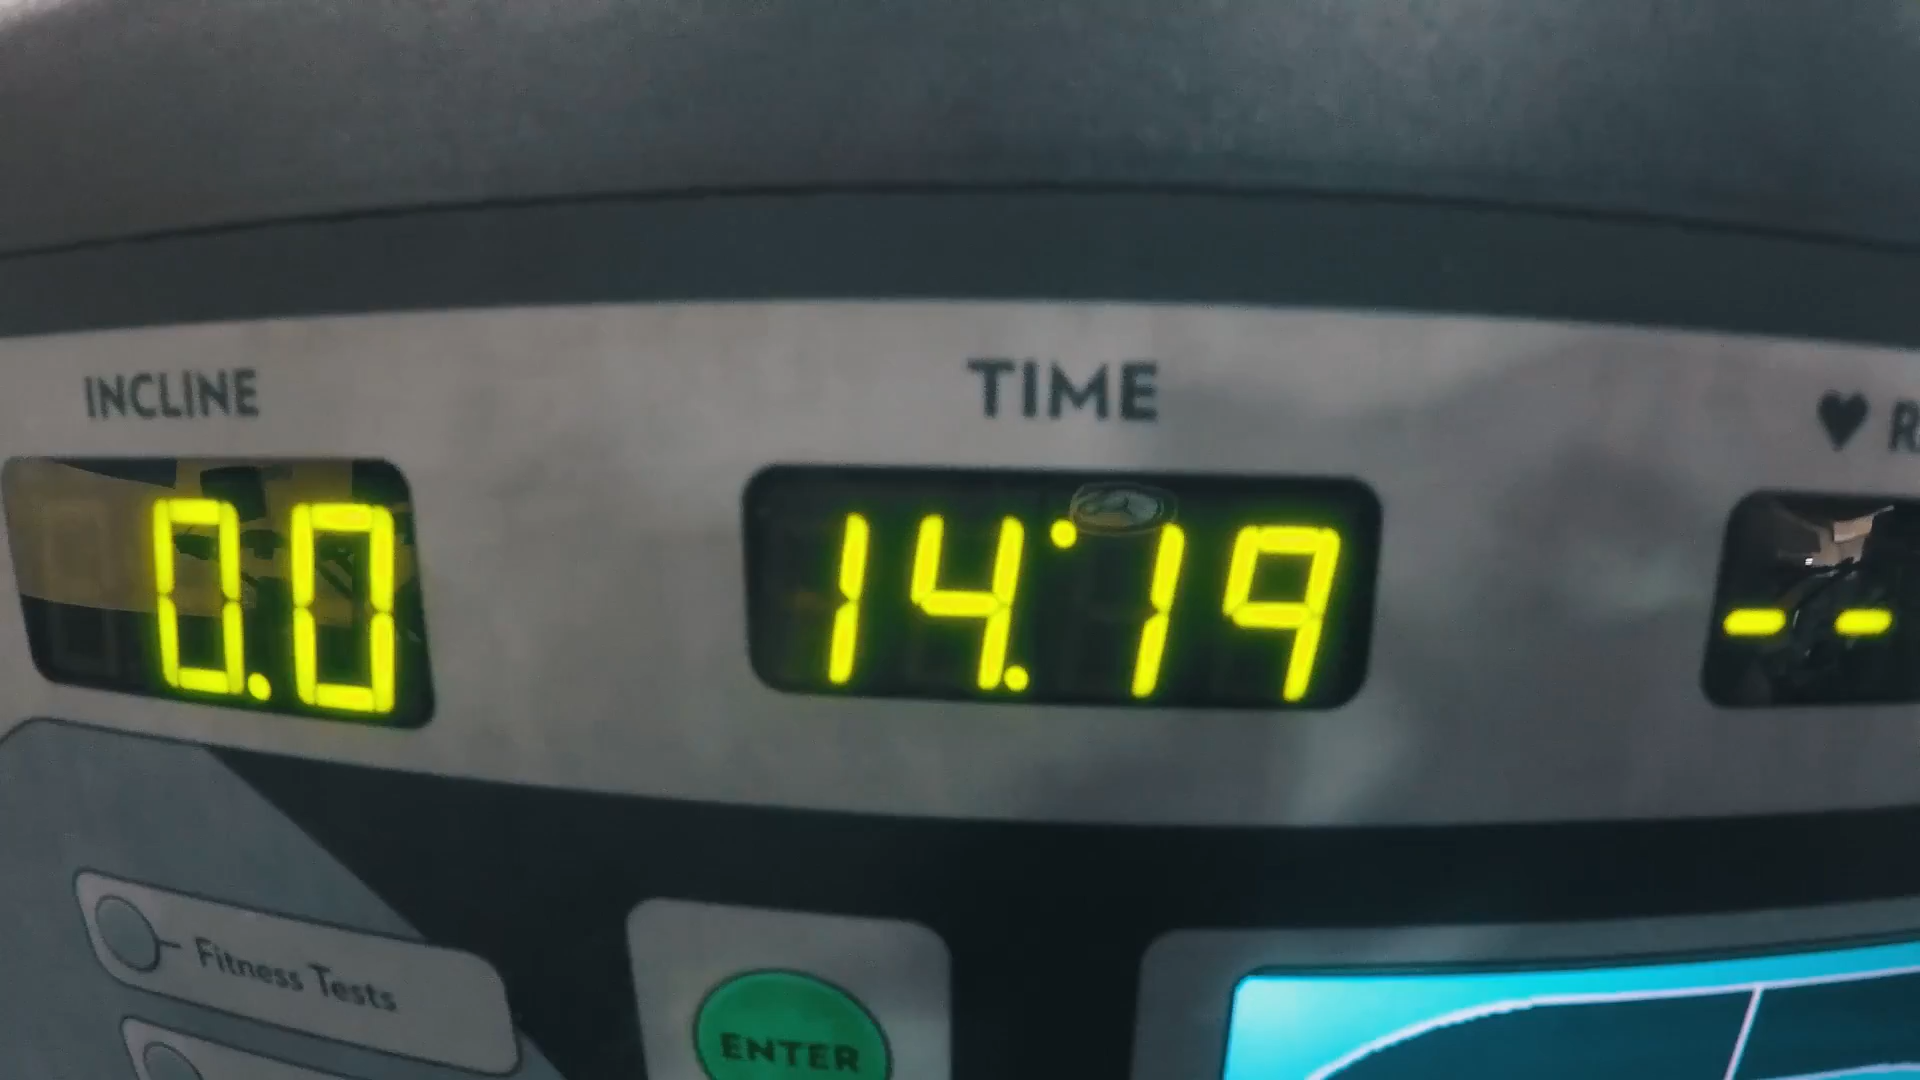 INCLINE
TIME
♥ R
0.0
14:19
--
Fitness Tests
ENTER